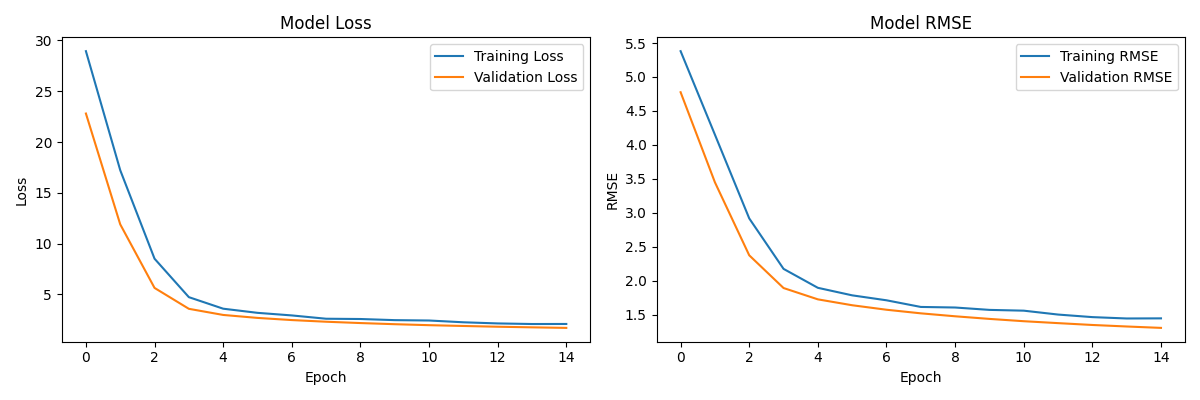 Model Loss
30
25
20
15
10
5
Loss
0 2 4 6 8 10 12 14
Epoch
Training Loss
Validation Loss
Model RMSE
5.5
5.0
4.5
4.0
3.5
3.0
2.5
2.0
1.5
RMSE
0 2 4 6 8 10 12 14
Epoch
Training RMSE
Validation RMSE